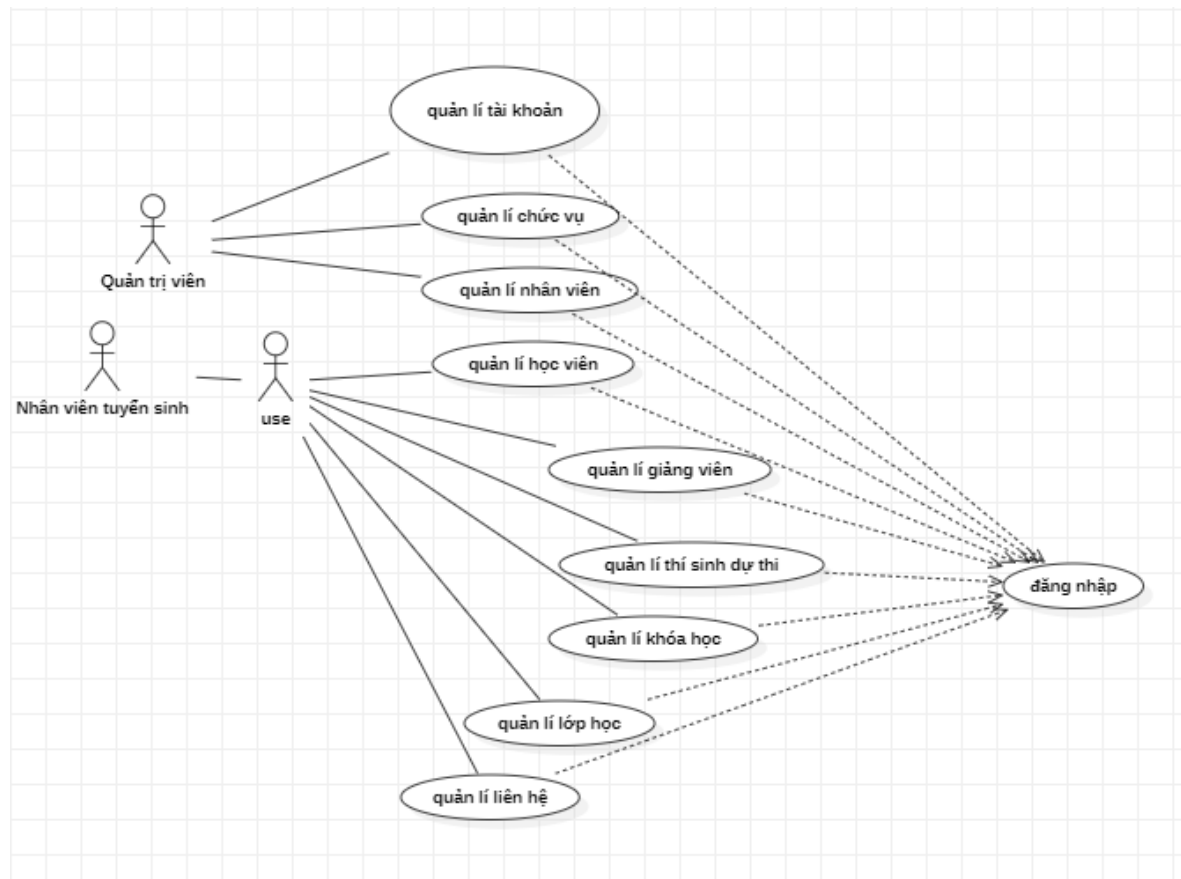 quản lí tài khoản
quản lí chức vụ
Quản trị viên
quản lí nhân viên
quản lí học viên
Nhân viên tuyển sinh
use
quản lí giảng viên
quản lí thí sinh dự thi
đăng nhập
quản lí khóa học
quản lí lớp học
quản lí liên hệ